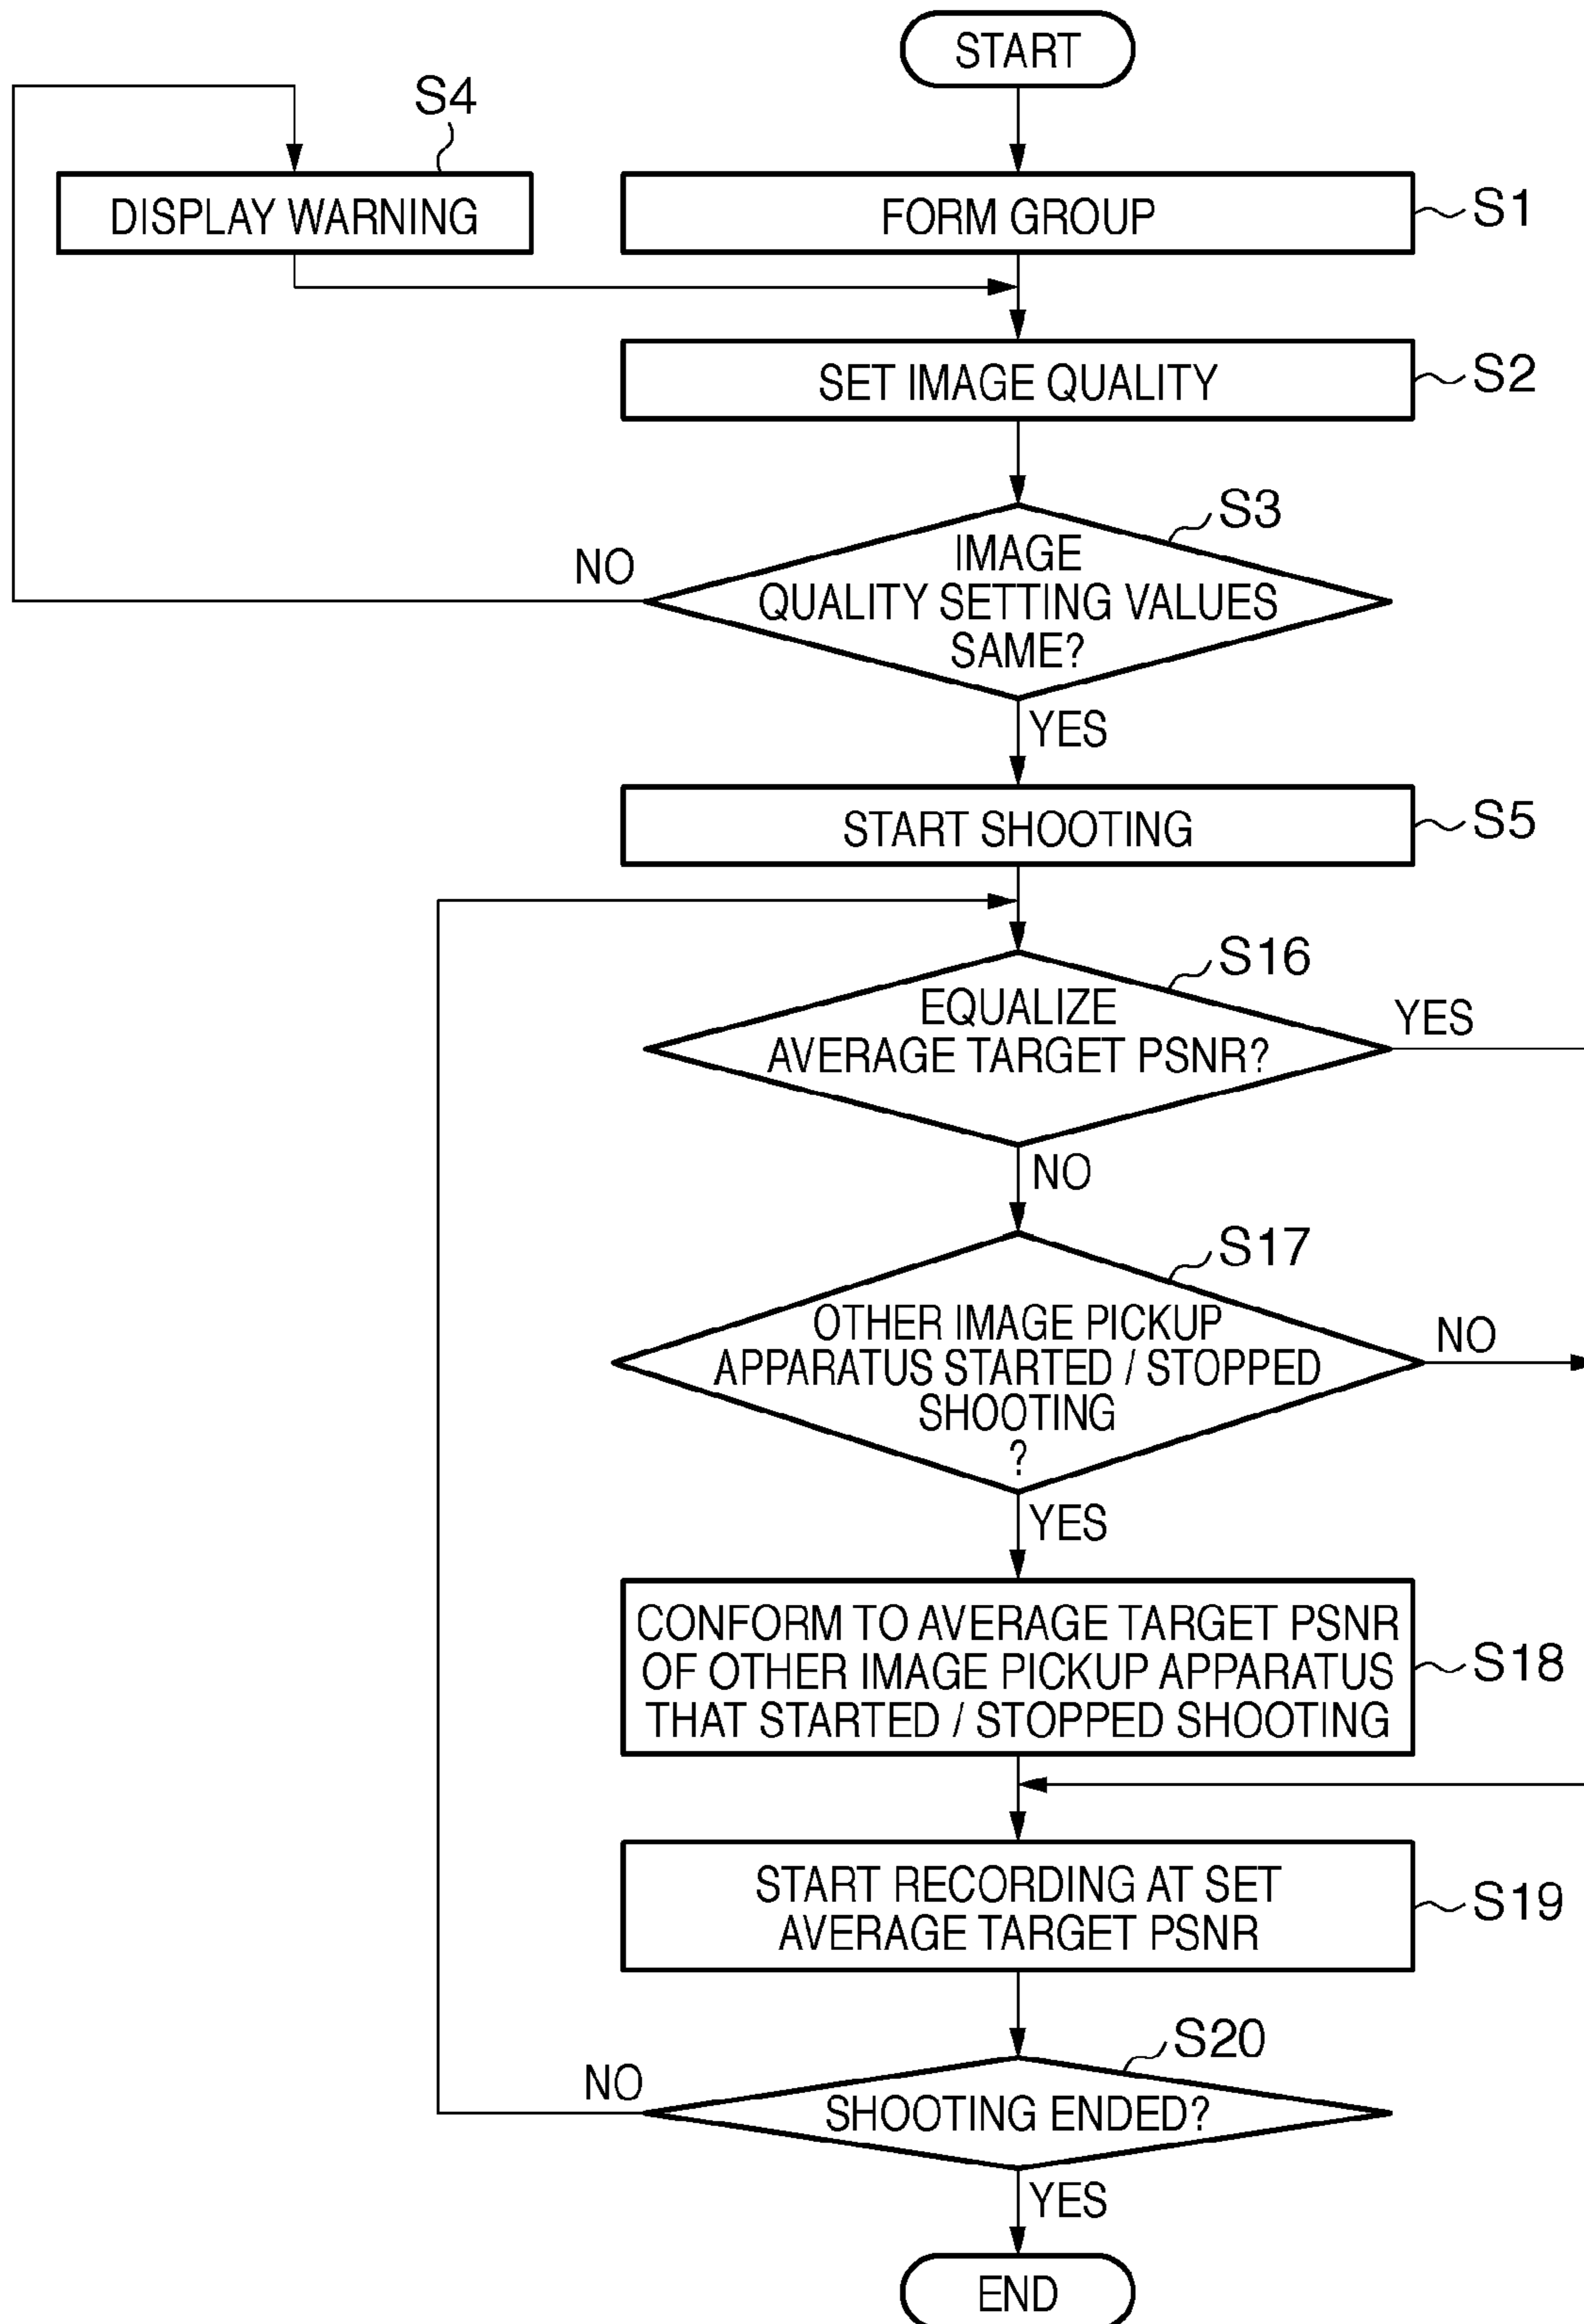 START
S4
DISPLAY WARNING
FORM GROUP
S1
SET IMAGE QUALITY
S2
S3
IMAGE
QUALITY SETTING VALUES
SAME?
NO
YES
START SHOOTING
S5
S16
EQUALIZE
AVERAGE TARGET PSNR?
YES
NO
S17
OTHER IMAGE PICKUP
APPARATUS STARTED / STOPPED
SHOOTING
?
NO
YES
CONFORM TO AVERAGE TARGET PSNR
OF OTHER IMAGE PICKUP APPARATUS
THAT STARTED / STOPPED SHOOTING
S18
START RECORDING AT SET
AVERAGE TARGET PSNR
S19
S20
SHOOTING ENDED?
NO
YES
END